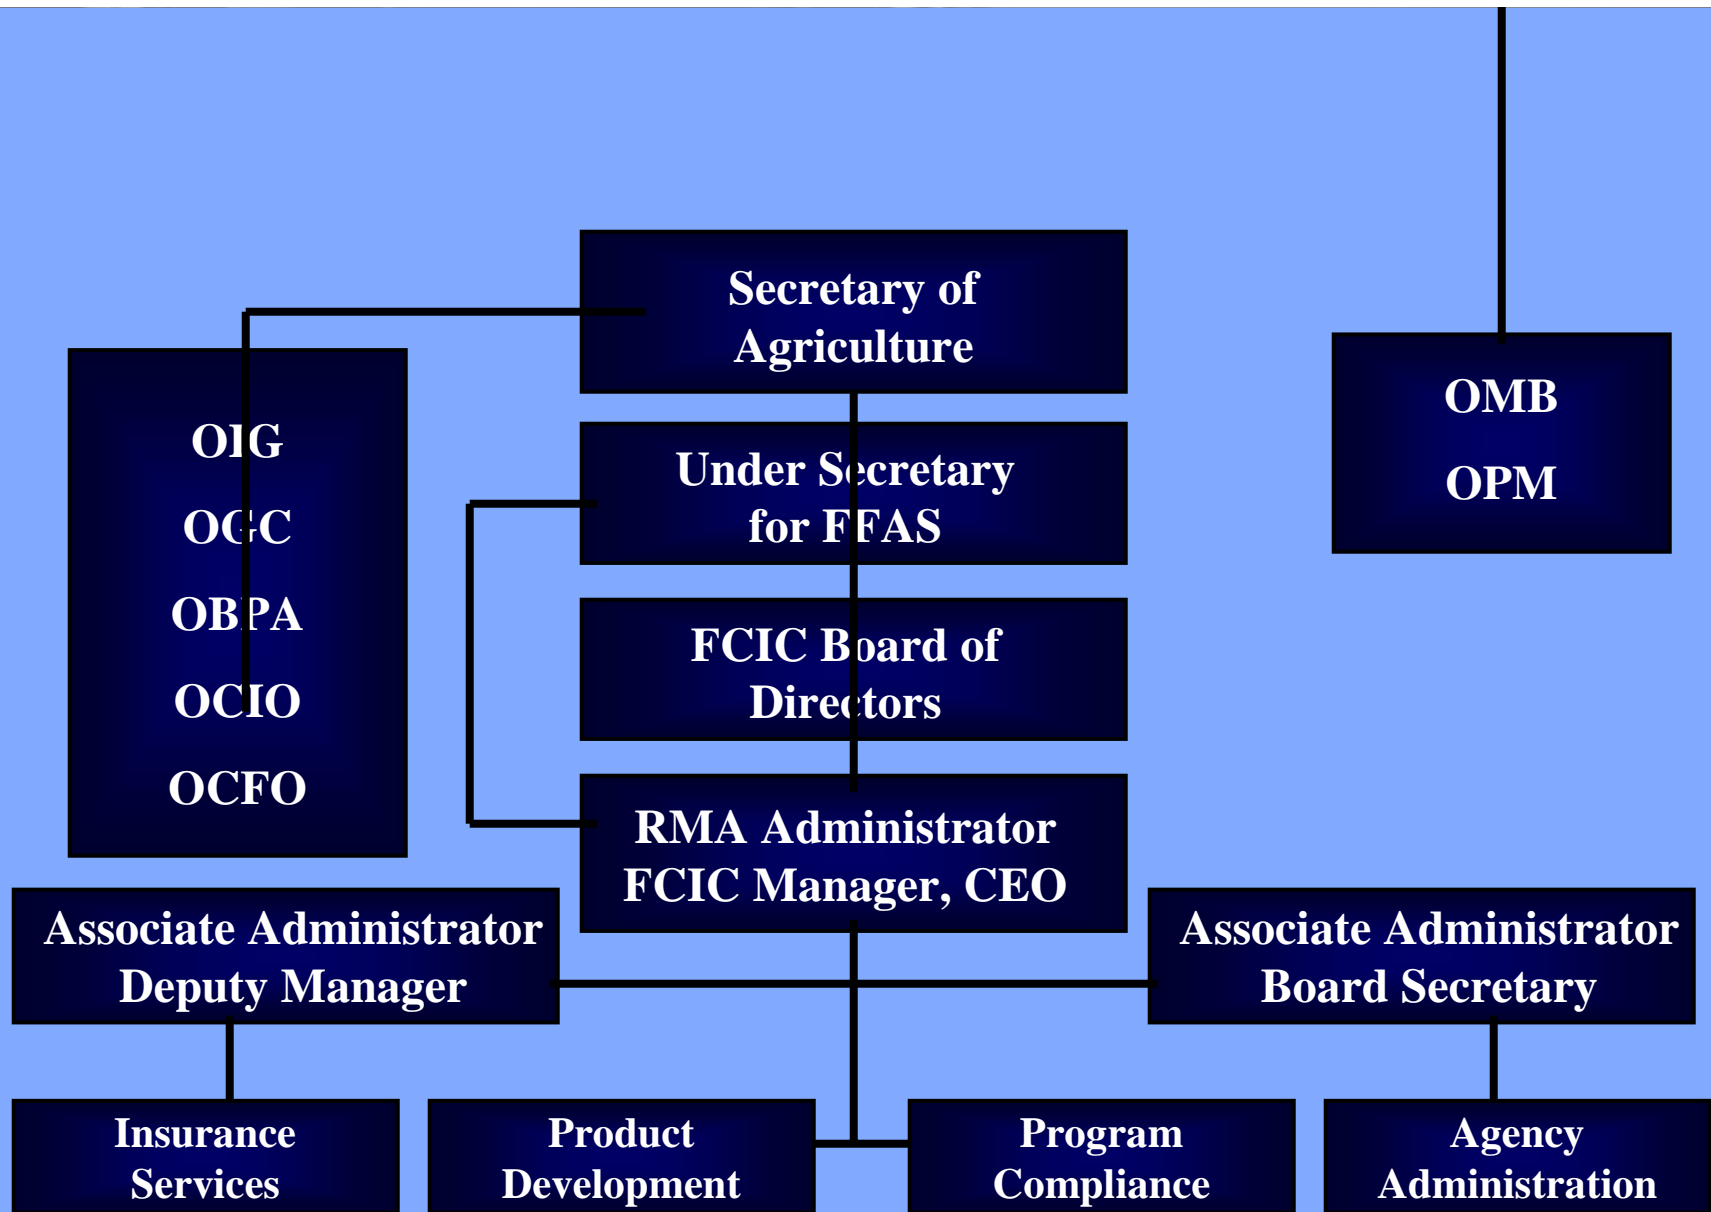 Secretary of
Agriculture
OIG
OGC
OBPA
OCIO
OCFO
Under Secretary
for FFAS
OMB
OPM
FCIC Board of
Directors
RMA Administrator
FCIC Manager, CEO
Associate Administrator
Deputy Manager
Associate Administrator
Board Secretary
Insurance
Services
Product
Development
Program
Compliance
Agency
Administration